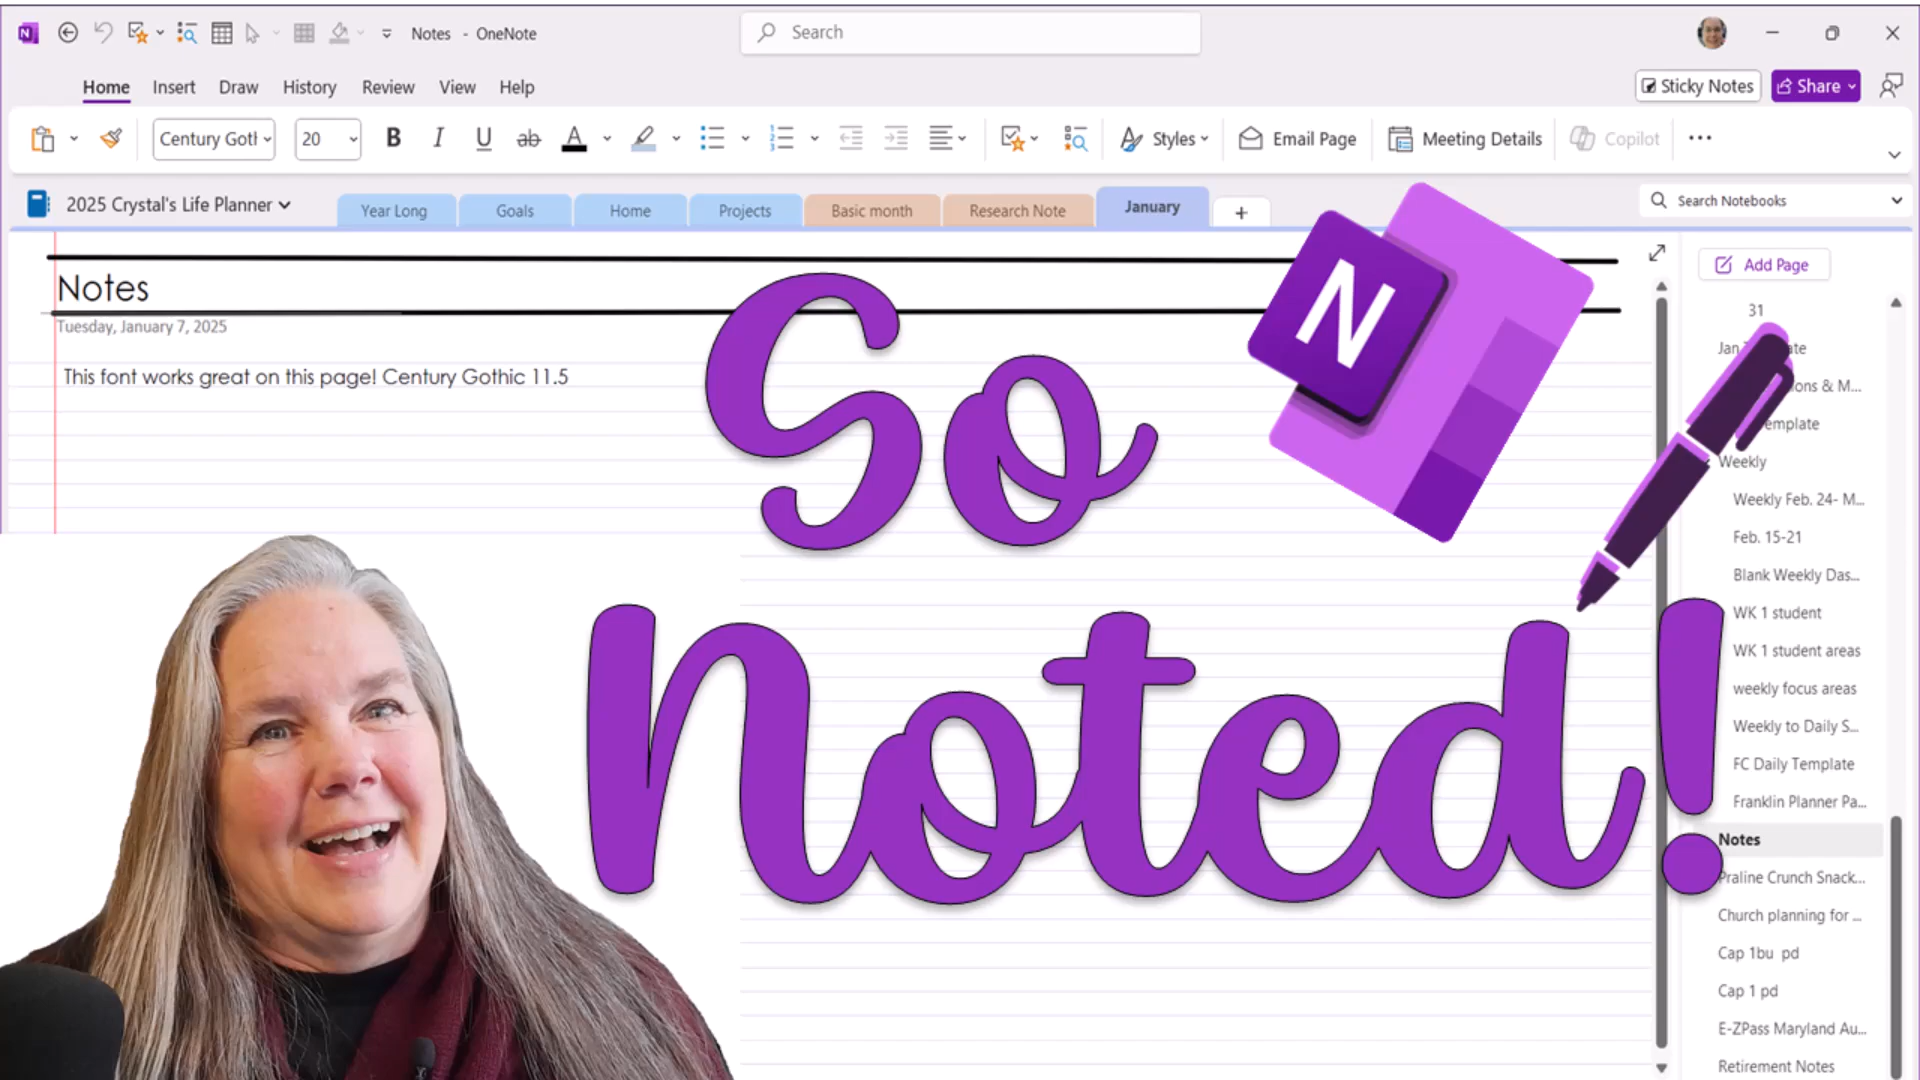 Notes - OneNote
Search
Home Insert Draw History Review View Help
Sticky Notes
Share
Century Goth
20
B I U ab A
Styles
Email Page
Meeting Details
Copilot
2025 Crystal's Life Planner
Year Long
Goals
Home
Projects
Basic month
Research Note
January
+
Search Notebooks
Notes
Tuesday, January 7, 2025
This font works great on this page! Century Gothic 11.5
So
Noted!
N
Add Page
31
Weekly
Weekly Feb. 24- M...
Feb. 15-21
Blank Weekly Das...
WK 1 student
WK 1 student areas
weekly focus areas
Weekly to Daily S...
FC Daily Template
Franklin Planner Pa...
Notes
Praline Crunch Snack...
Church planning for ...
Cap 1bu pd
Cap 1 pd
E-ZPass Maryland Au...
Retirement Notes